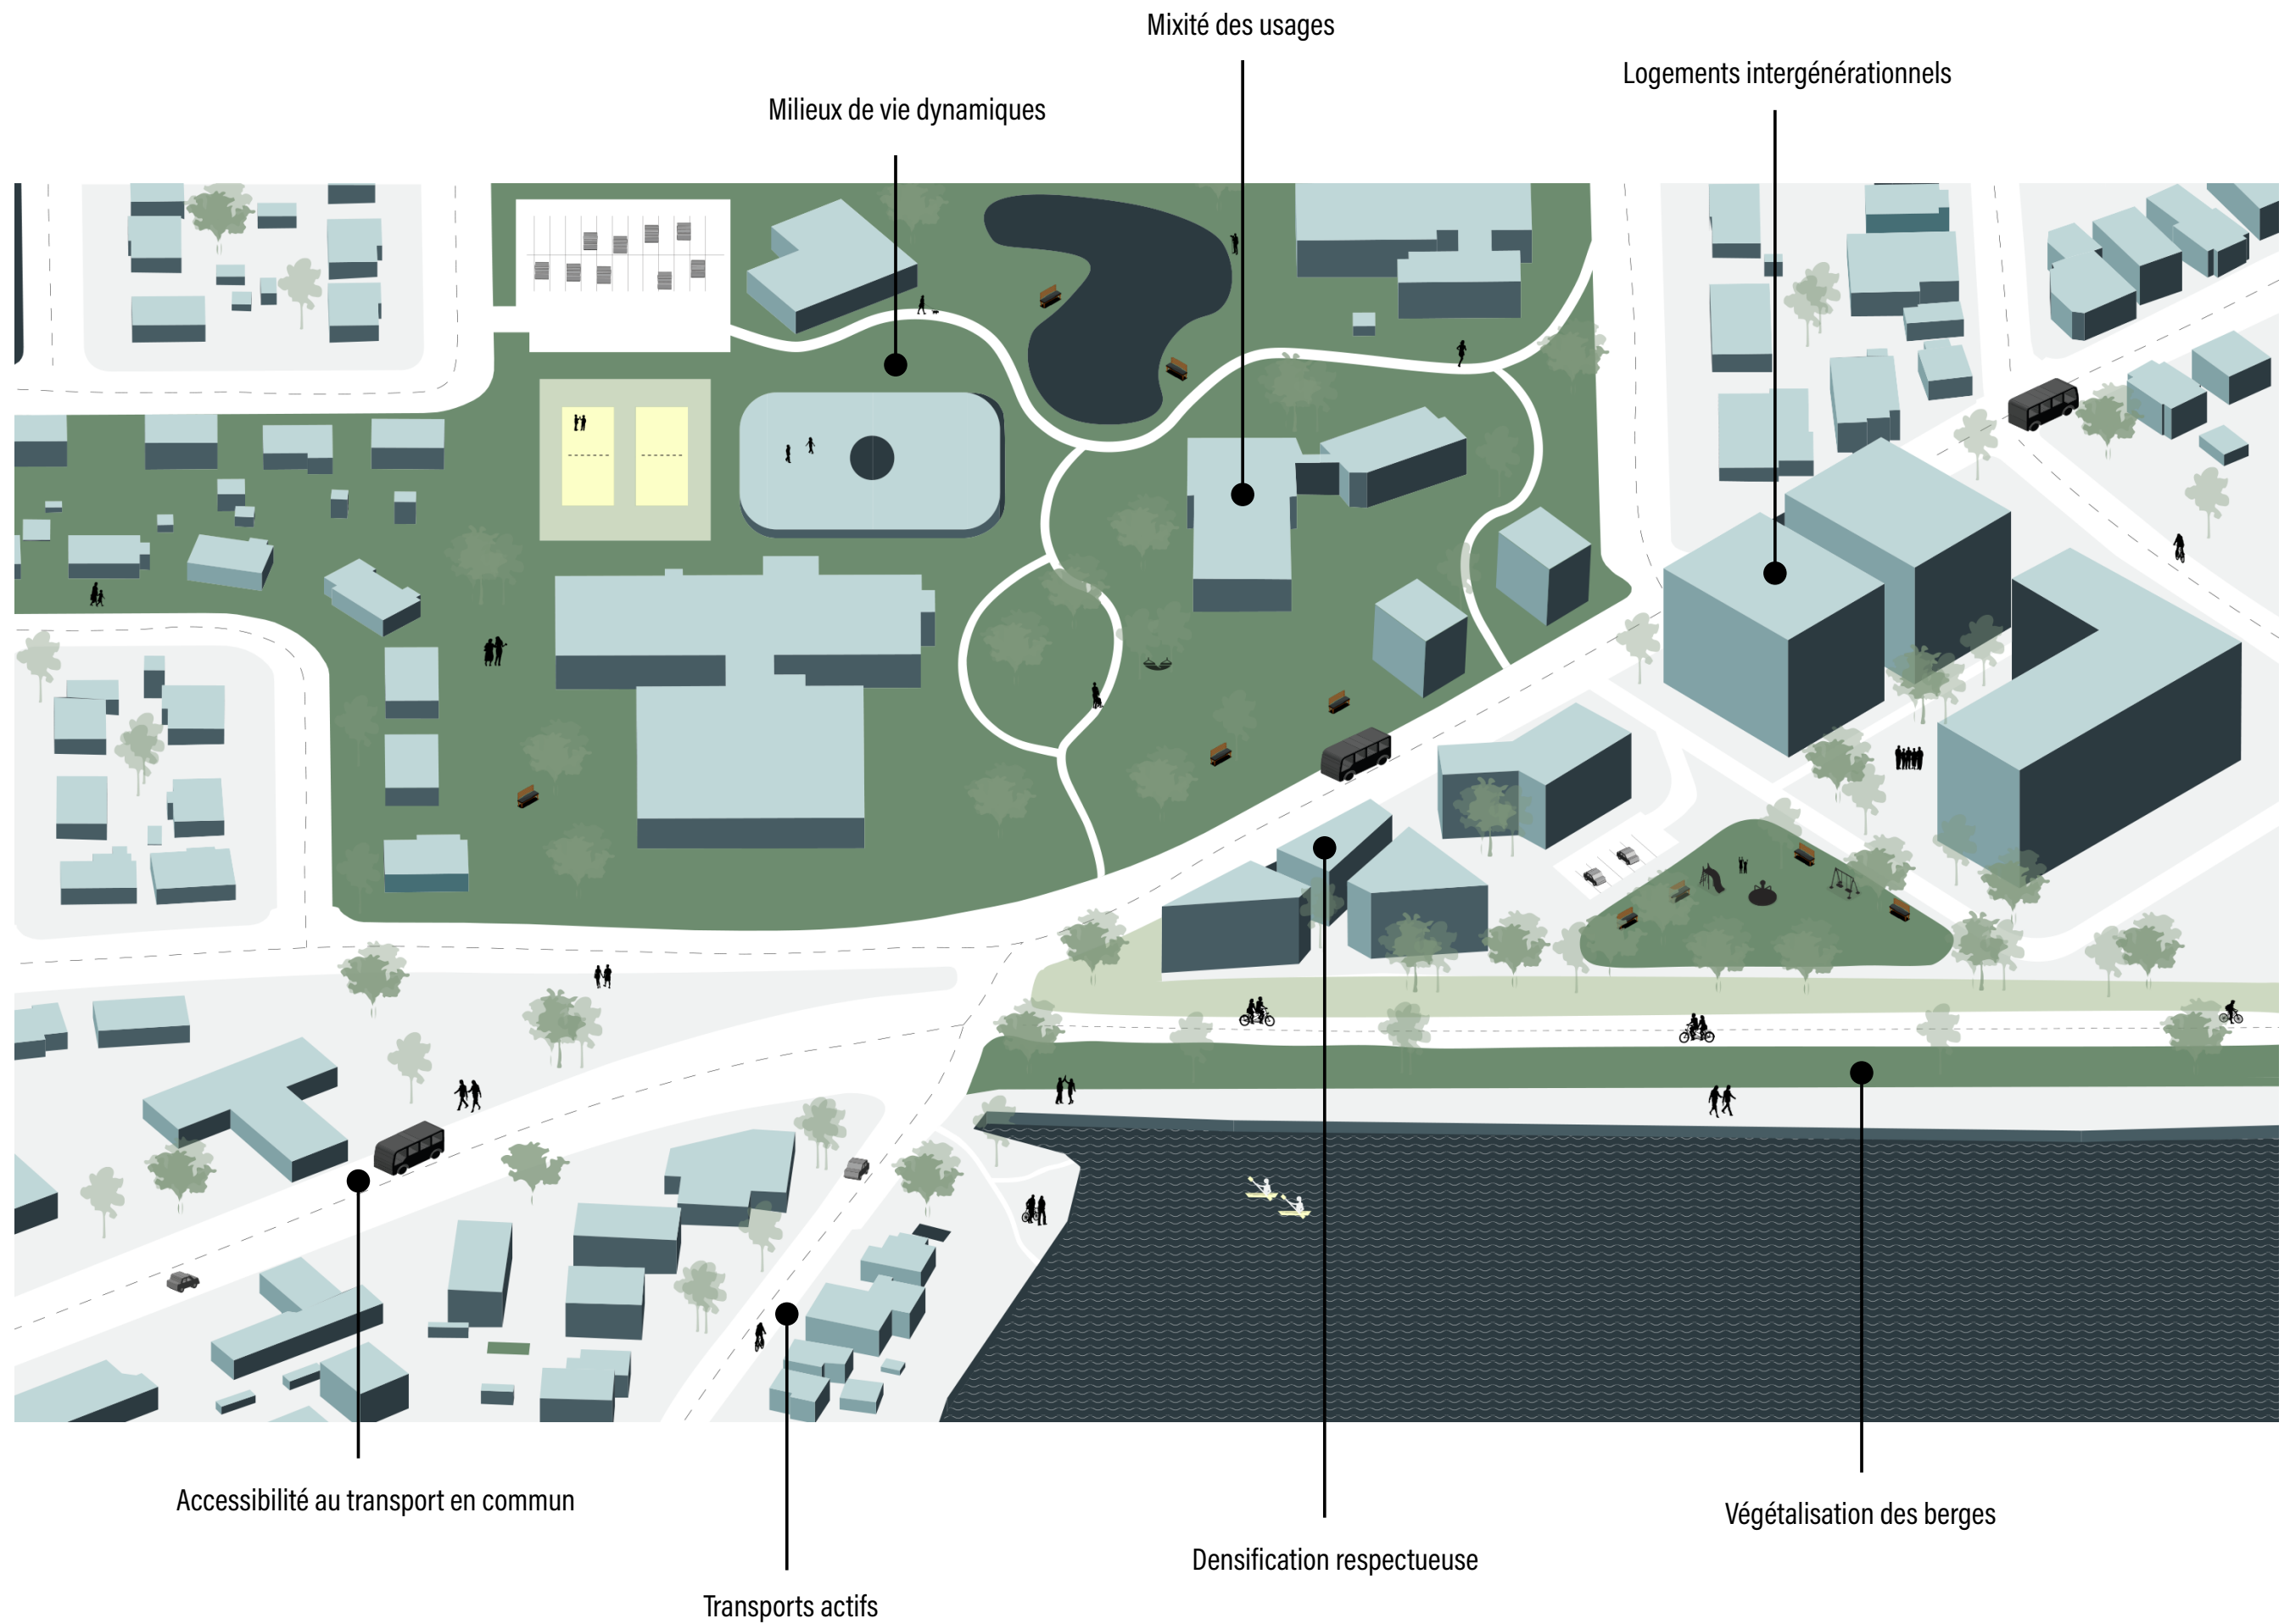 Mixité des usages
Logements intergénérationnels
Milieux de vie dynamiques
Accessibilité au transport en commun
Végétalisation des berges
Densification respectueuse
Transports actifs